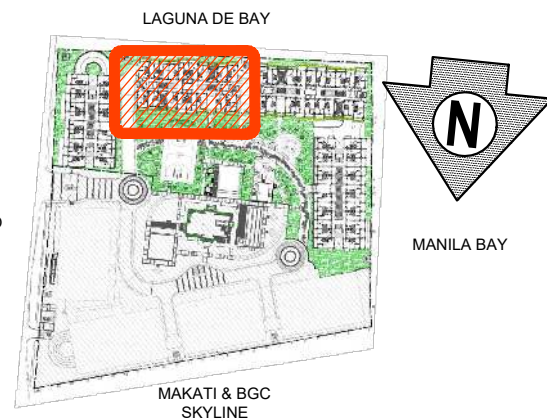 LAGUNA DE BAY
N
MANILA BAY
MAKATI & BGC
SKYLINE